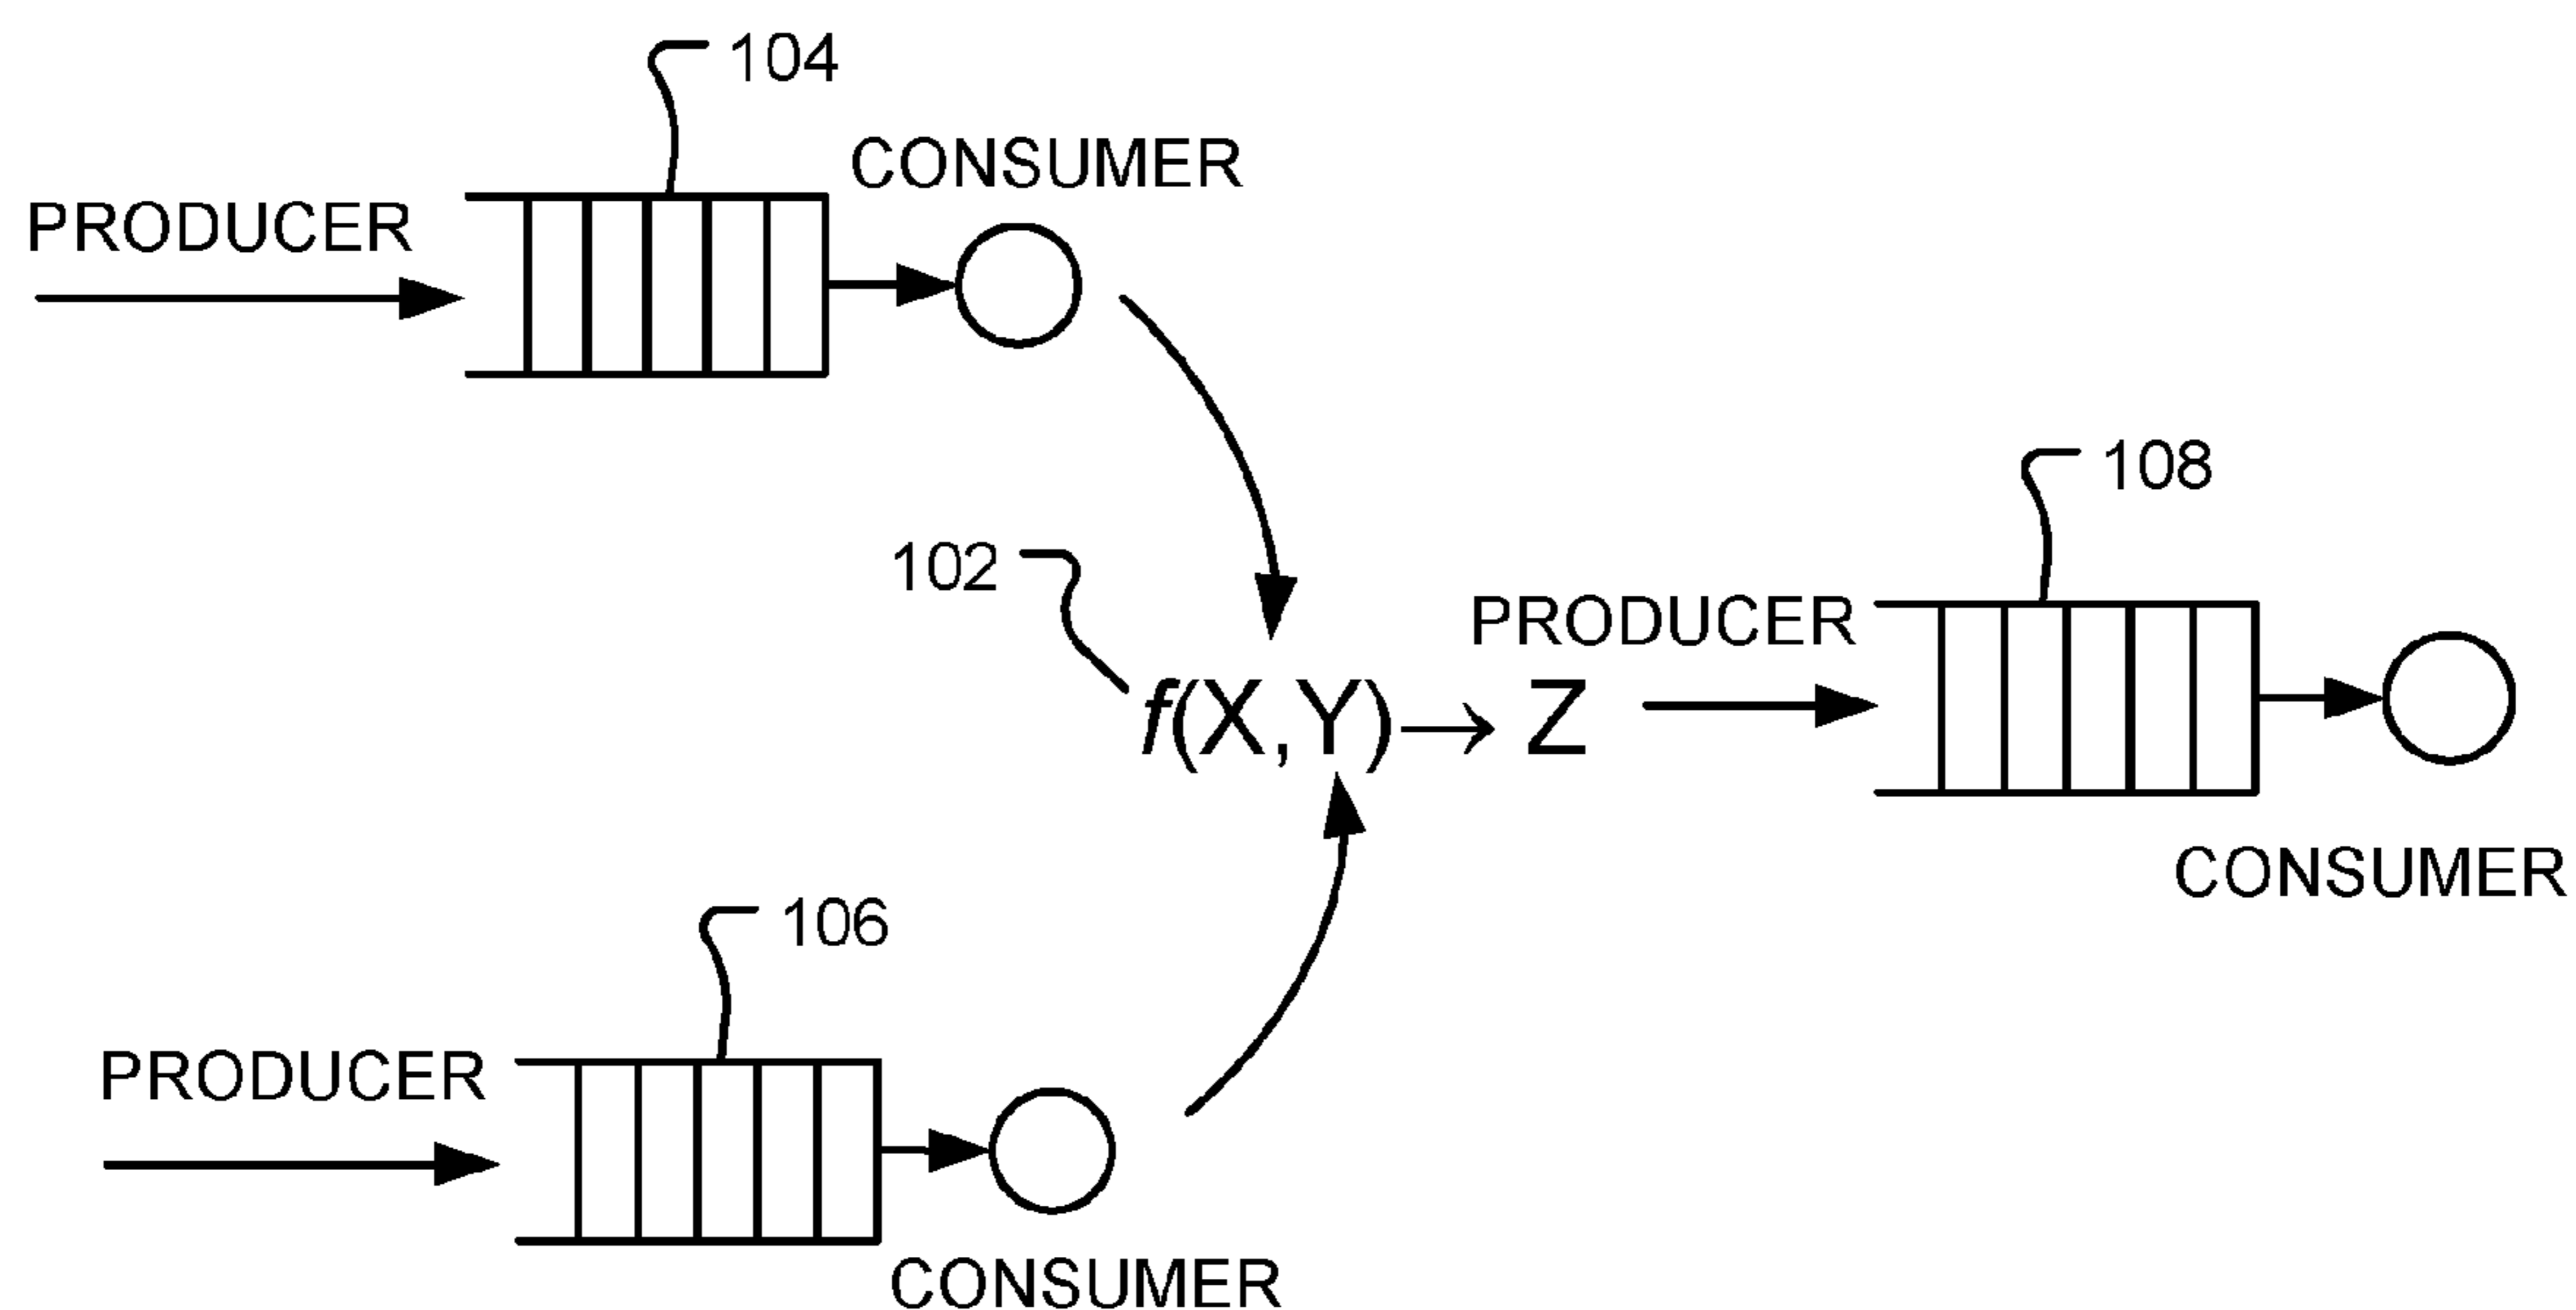 104
CONSUMER
PRODUCER
108
102
PRODUCER
f(X,Y)→ Z
CONSUMER
106
PRODUCER
CONSUMER